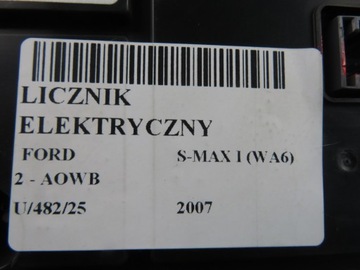 LICZNIK
ELEKTRYCZNY
FORD S-MAX I (WA6)
2 - AOWB
U/482/25 2007